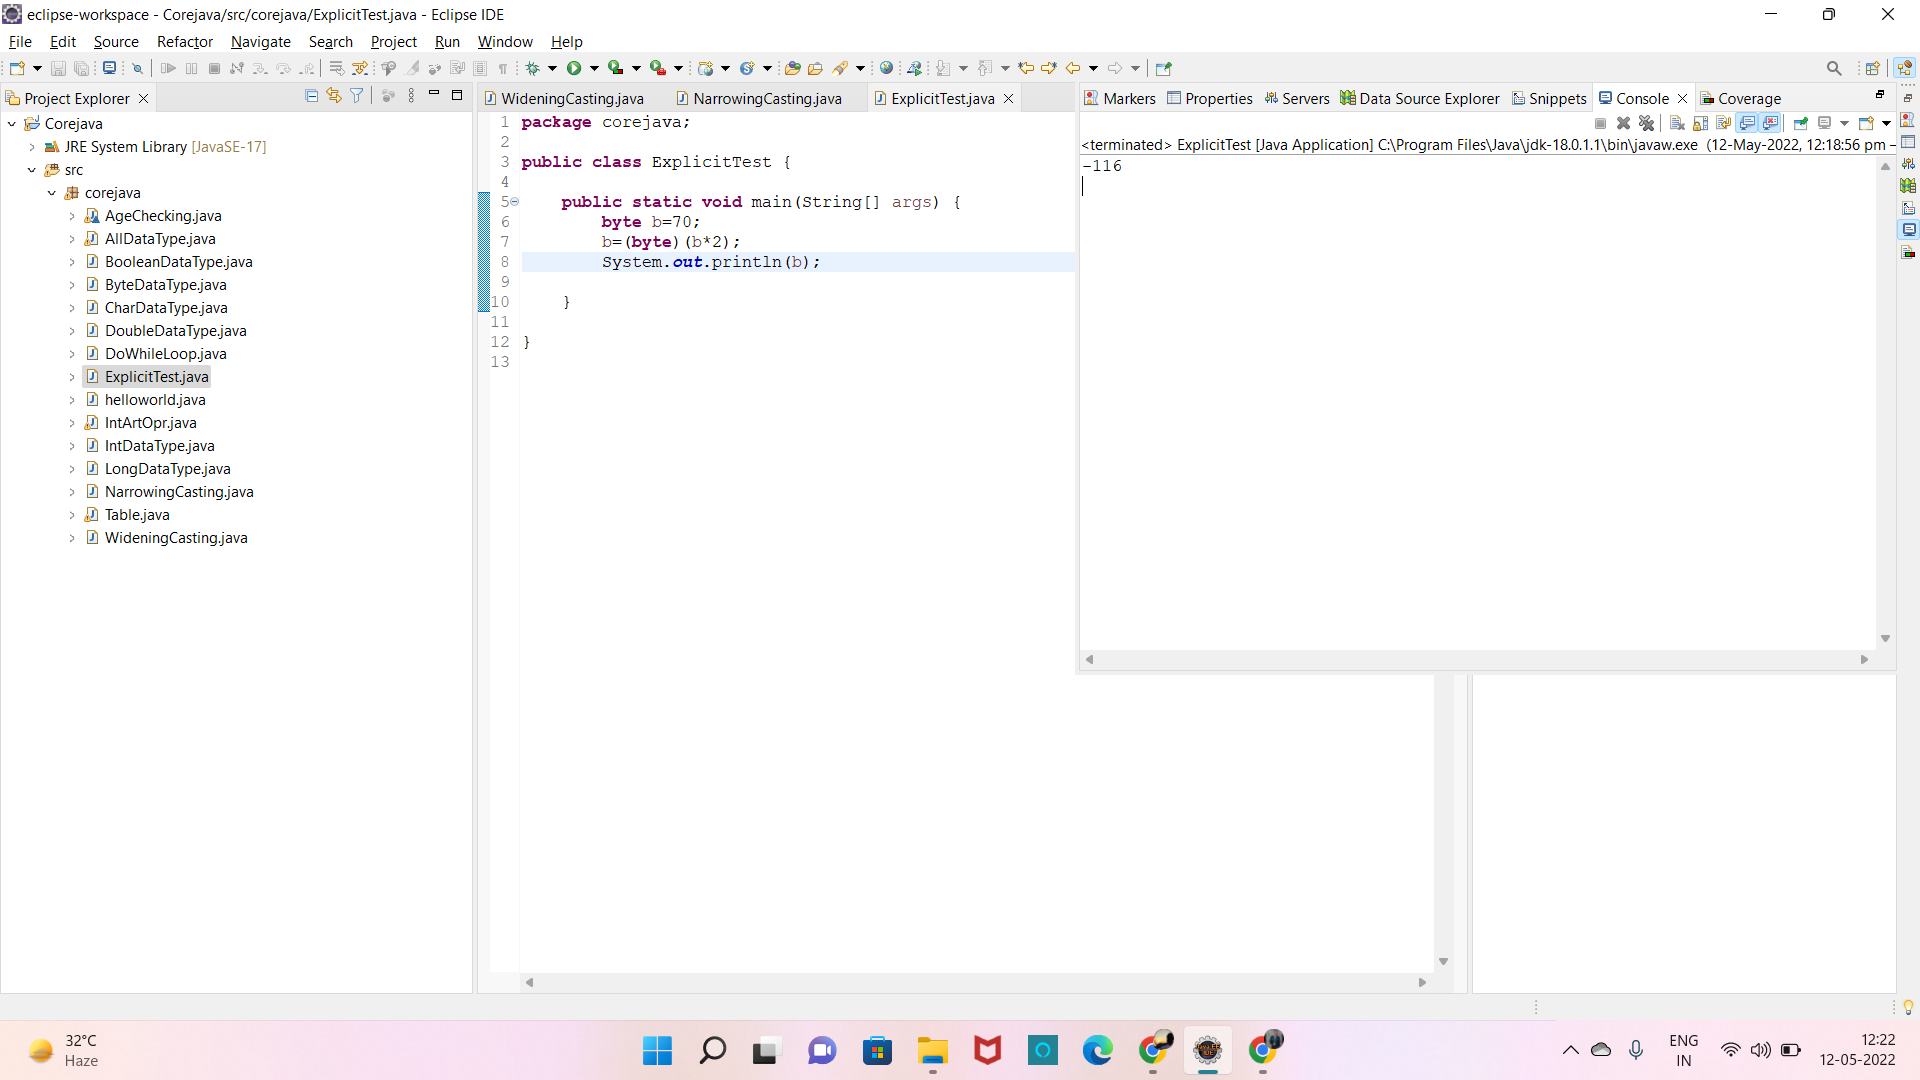 eclipse-workspace - Corejava/src/corejava/ExplicitTest.java - Eclipse IDE
File Edit Source Refactor Navigate Search Project Run Window Help
Project Explorer
Corejava
JRE System Library [JavaSE-17]
src
corejava
AgeChecking.java
AllDataType.java
BooleanDataType.java
ByteDataType.java
CharDataType.java
DoubleDataType.java
DoWhileLoop.java
ExplicitTest.java
helloworld.java
IntArtOpr.java
IntDataType.java
LongDataType.java
NarrowingCasting.java
Table.java
WideningCasting.java
WideningCasting.java NarrowingCasting.java ExplicitTest.java
1 package corejava;
2
3 public class ExplicitTest {
4
5 public static void main(String[] args) {
6 byte b=70;
7 b=(byte)(b*2);
8 System.out.println(b);
9
10 }
11
12 }
13
Markers Properties Servers Data Source Explorer Snippets Console Coverage
<terminated> ExplicitTest [Java Application] C:\Program Files\Java\jdk-18.0.1.1\bin\javaw.exe (12-May-2022, 12:18:56 pm –
-116
32°C
Haze
ENG
IN
12:22
12-05-2022